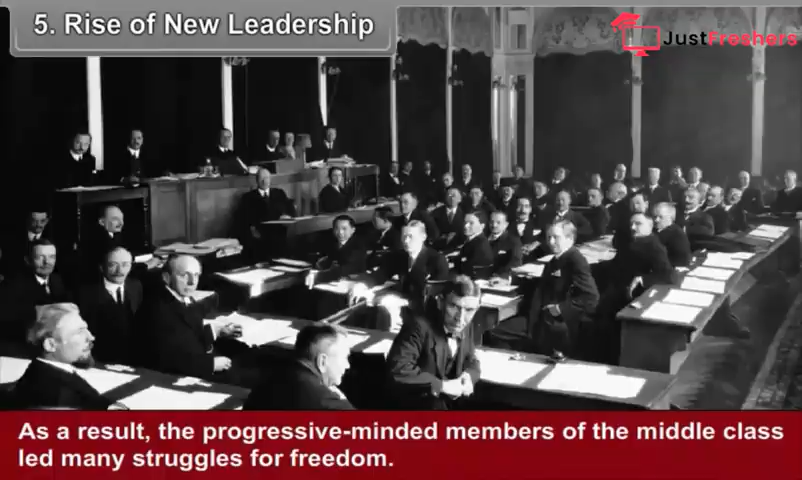 5. Rise of New Leadership
JustFreshers
As a result, the progressive-minded members of the middle class
led many struggles for freedom.